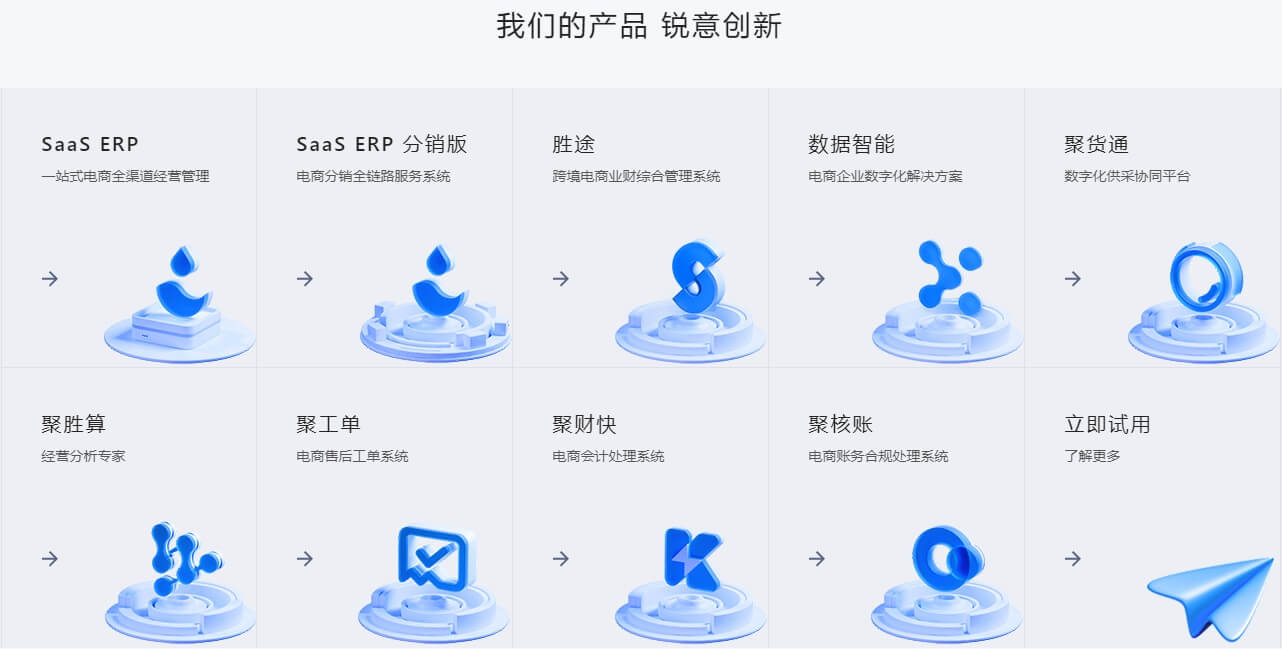 我们的产品 锐意创新
SaaS ERP
一站式电商全渠道经营管理
SaaS ERP 分销版
电商分销全链路服务系统
胜途
跨境电商业财综合管理系统
数据智能
电商企业数字化解决方案
聚货通
数字化供采协同平台
聚胜算
经营分析专家
聚工单
电商售后工单系统
聚财快
电商会计处理系统
聚核账
电商账务合规处理系统
立即试用
了解更多